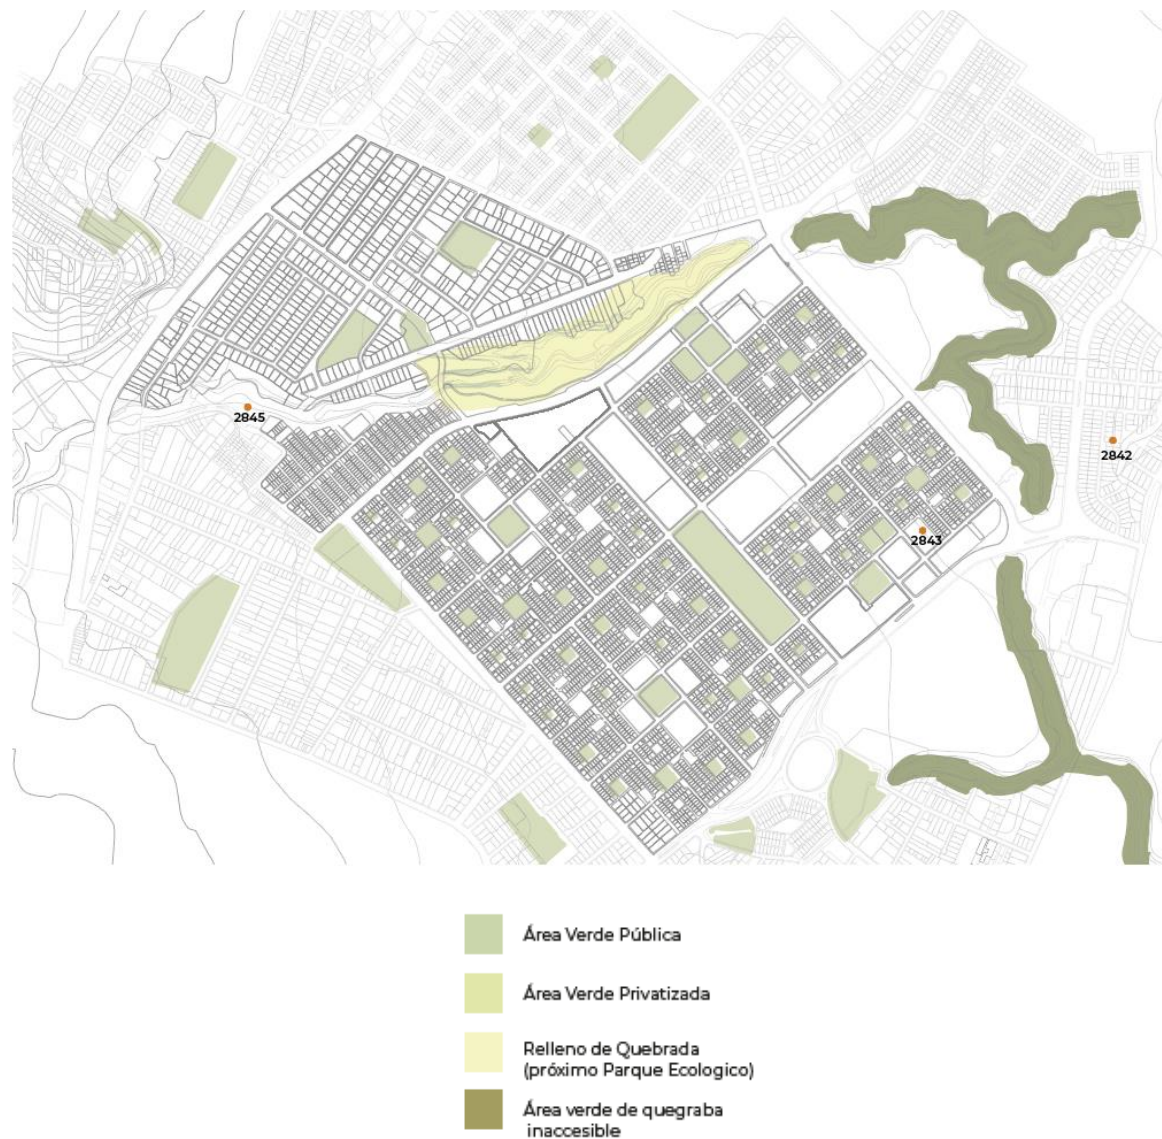 2845
2842
2843
Área Verde Pública
Área Verde Privatizada
Relleno de Quebrada
(próximo Parque Ecologico)
Área verde de quegraba
inaccesible